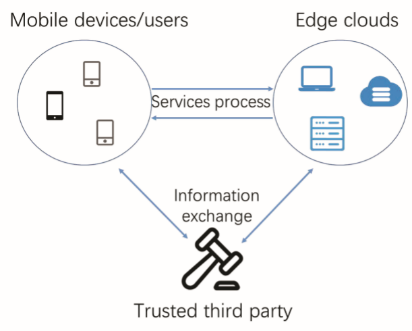 Mobile devices/users
Edge clouds
Services process
Information
exchange
Trusted third party